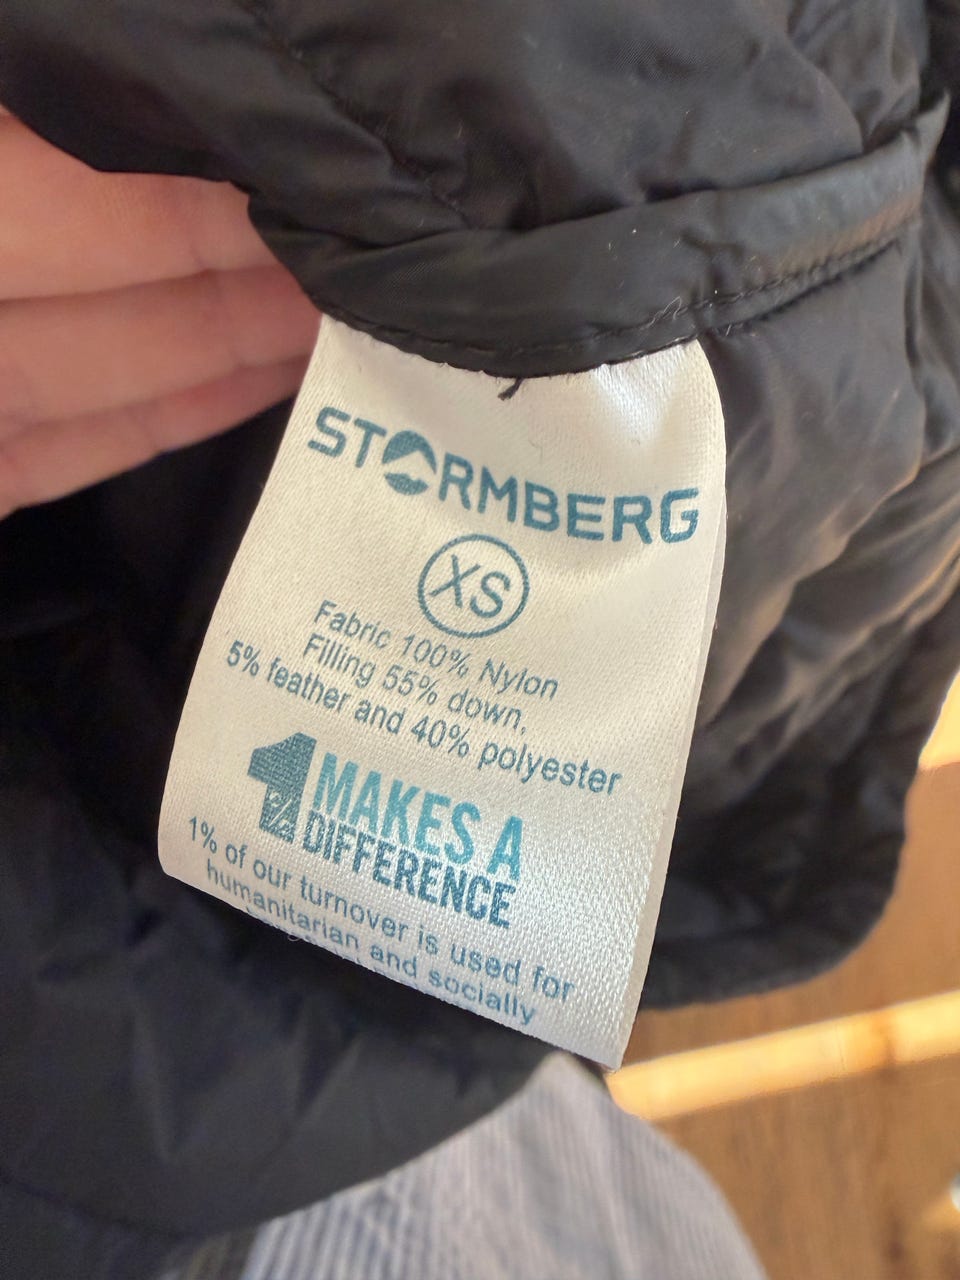 STORMBERG
XS
Fabric 100% Nylon
Filling 55% down,
5% feather and 40% polyester
1% MAKES A
DIFFERENCE
1% of our turnover is used for
humanitarian and socially